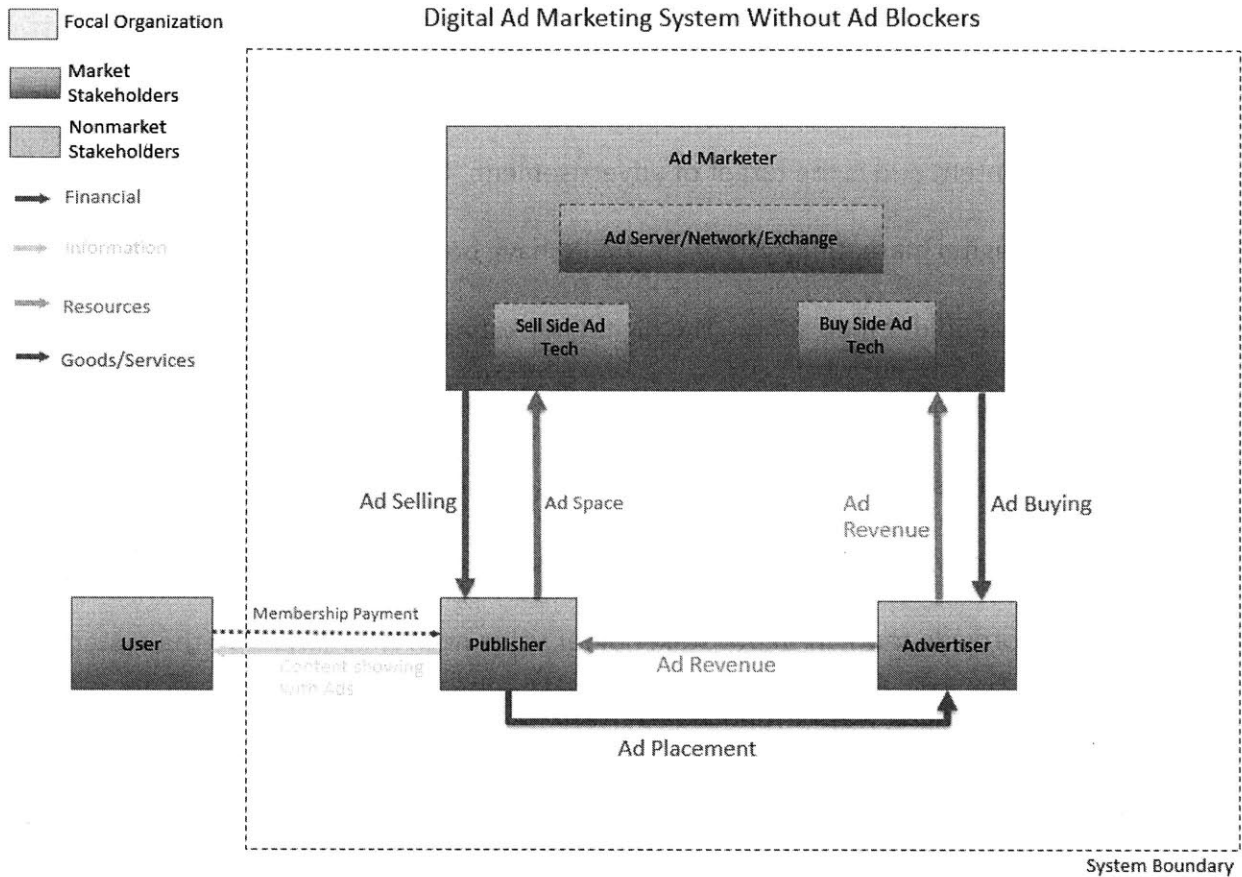 Digital Ad Marketing System Without Ad Blockers
Focal Organization
Market
Stakeholders
Nonmarket
Stakeholders
Financial
Information
Resources
Goods/Services
Ad Marketer
Ad Server/Network/Exchange
Sell Side Ad
Tech
Buy Side Ad
Tech
Ad Selling
Ad Space
Ad
Revenue
Ad Buying
User
Membership Payment
Content showing
with Ads
Publisher
Ad Revenue
Advertiser
Ad Placement
System Boundary